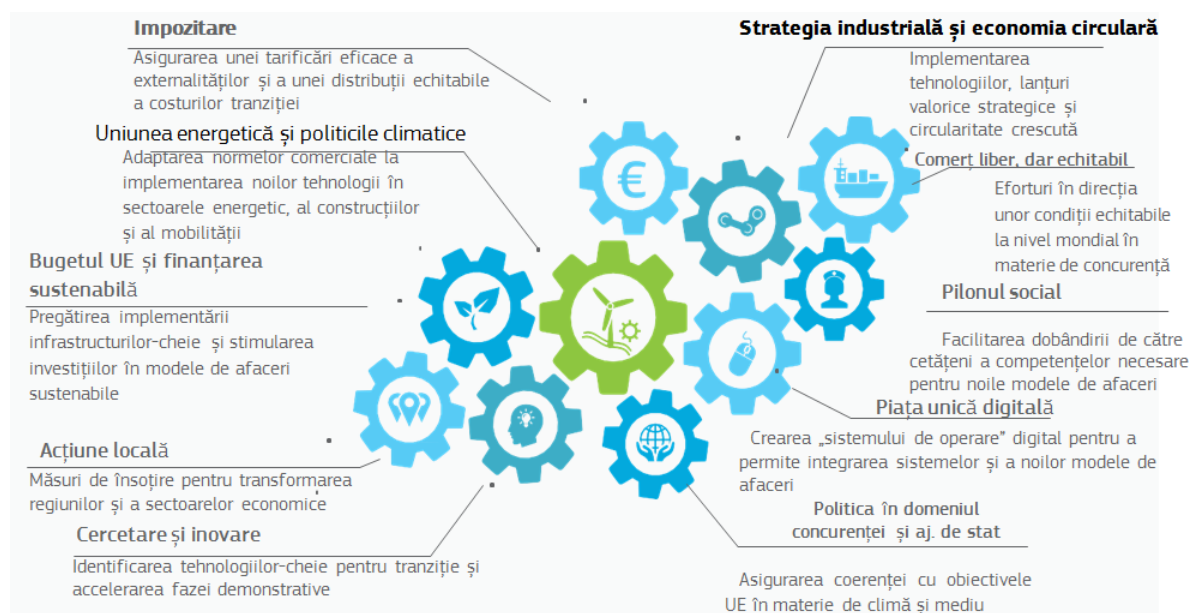 Impozitare
Asigurarea unei tarificări eficace a
externalităților și a unei distribuții echitabile
a costurilor tranziției
Uniunea energetică și politicile climatice
Adaptarea normelor comerciale la
implementarea noilor tehnologii în
sectoarele energetic, al construcțiilor
și al mobilității
Bugetul UE și finanțarea
sustenabilă
Pregătirea implementării
infrastructurilor-cheie și stimularea
investițiilor în modele de afaceri
sustenabile
Acțiune locală
Măsuri de însoțire pentru transformarea
regiunilor și a sectoarelor economice
Cercetare și inovare
Identificarea tehnologiilor-cheie pentru tranziție și
accelerarea fazei demonstrative
Strategia industrială și economia circulară
Implementarea
tehnologiilor, lanțuri
valorice strategice și
circularitate crescută
Comerț liber, dar echitabil
Eforturi în direcția
unor condiții echitabile
la nivel mondial în
materie de concurență
Pilonul social
Facilitarea dobândirii de către
cetățeni a competențelor necesare
pentru noile modele de afaceri
Piața unică digitală
Crearea „sistemului de operare” digital pentru a
permite integrarea sistemelor și a noilor modele de
afaceri
Politica în domeniul
concurenței și aj. de stat
Asigurarea coerenței cu obiectivele
UE în materie de climă și mediu
€